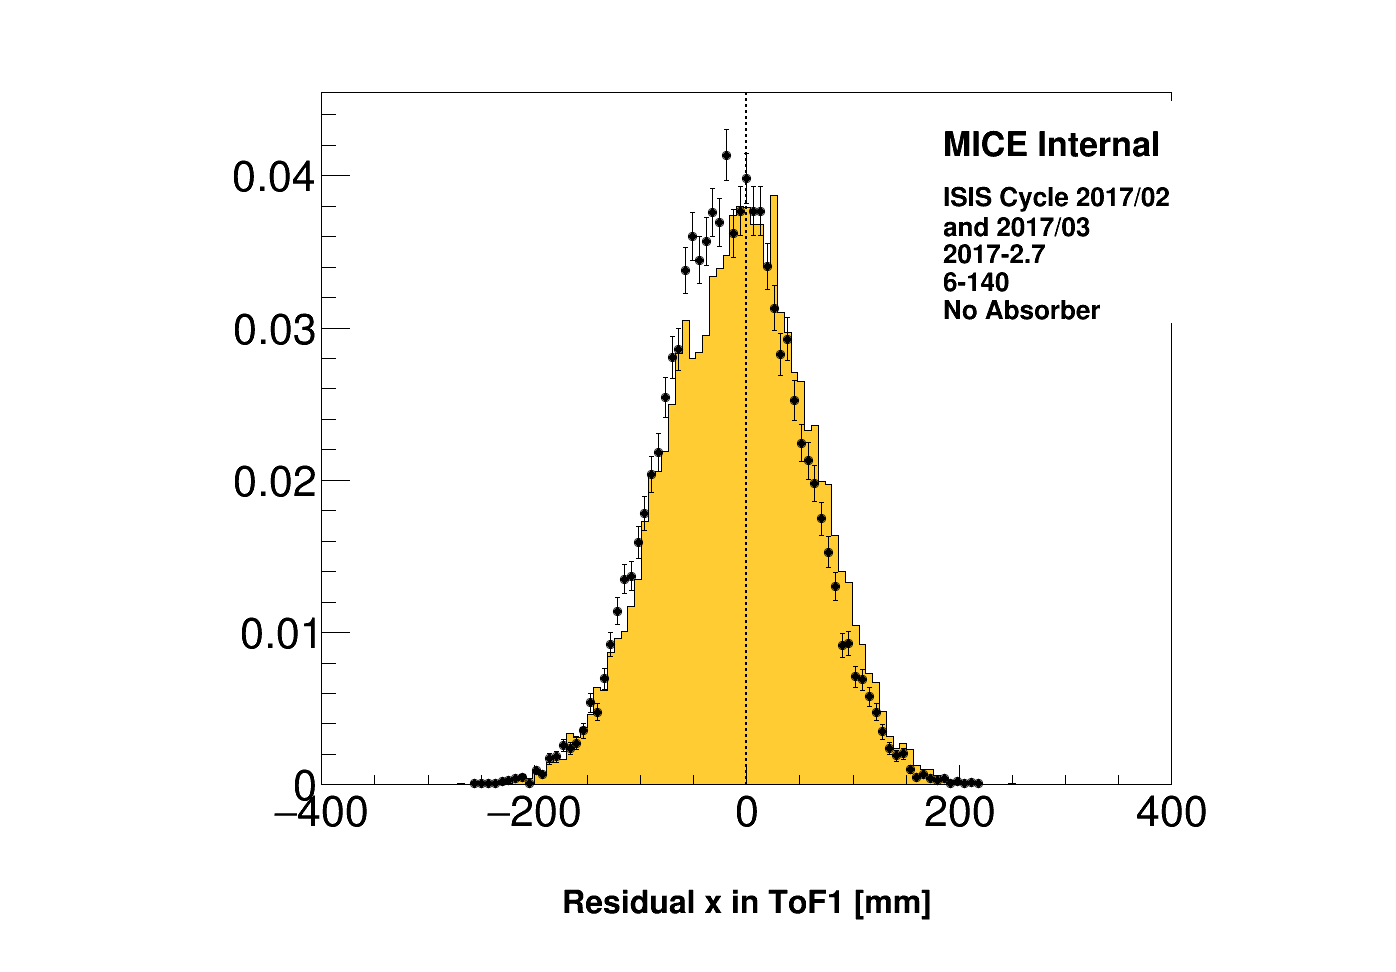 MICE Internal
ISIS Cycle 2017/02
and 2017/03
2017-2.7
6-140
No Absorber
0.04
0.03
0.02
0.01
0
−400 −200 0 200 400
Residual x in ToF1 [mm]